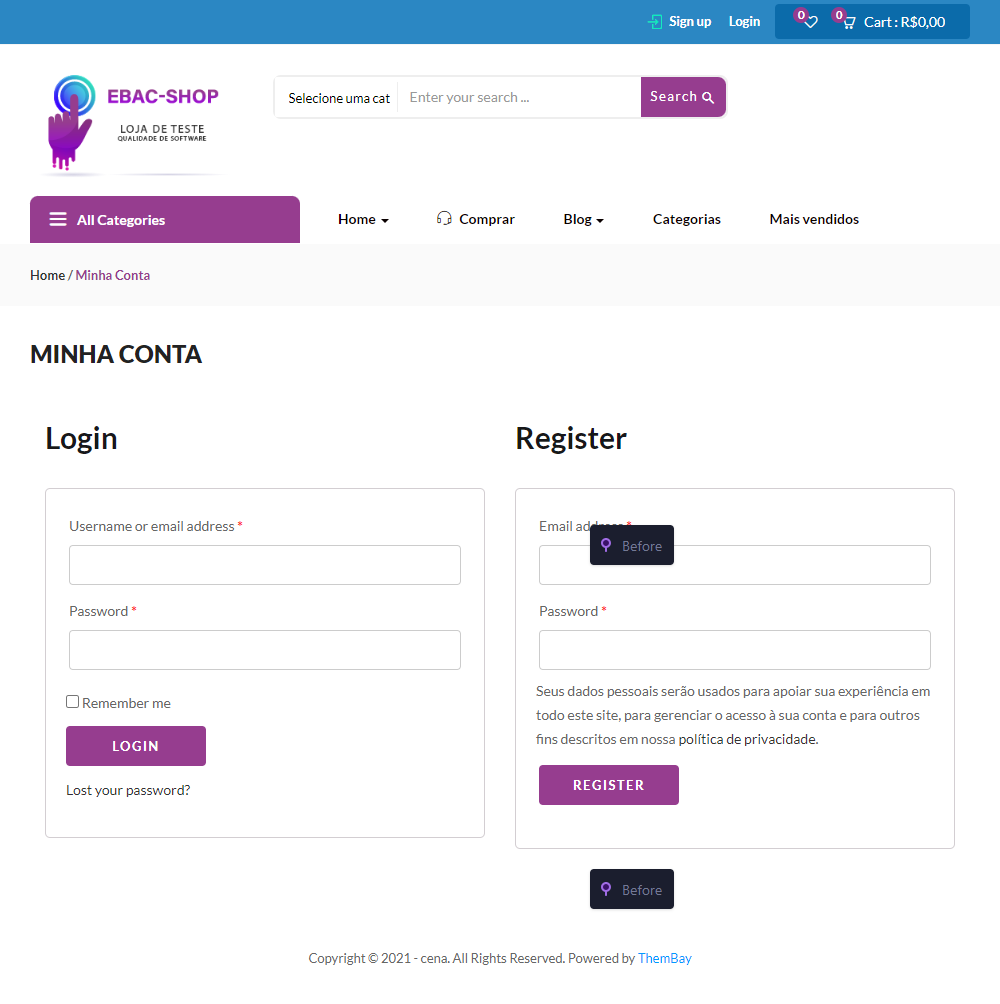 Sign up
Login
0
0
Cart : R$0,00
EBAC-SHOP
LOJA DE TESTE
QUALIDADE DE SOFTWARE
Selecione uma cat
Enter your search ...
Search
All Categories
Home
Comprar
Blog
Categorias
Mais vendidos
Home / Minha Conta
MINHA CONTA
Login
Username or email address *
Password *
Remember me
LOGIN
Lost your password?
Register
Email address *
Before
Password *
Seus dados pessoais serão usados para apoiar sua experiência em
todo este site, para gerenciar o acesso à sua conta e para outros
fins descritos em nossa política de privacidade.
REGISTER
Before
Copyright © 2021 - cena. All Rights Reserved. Powered by ThemBay